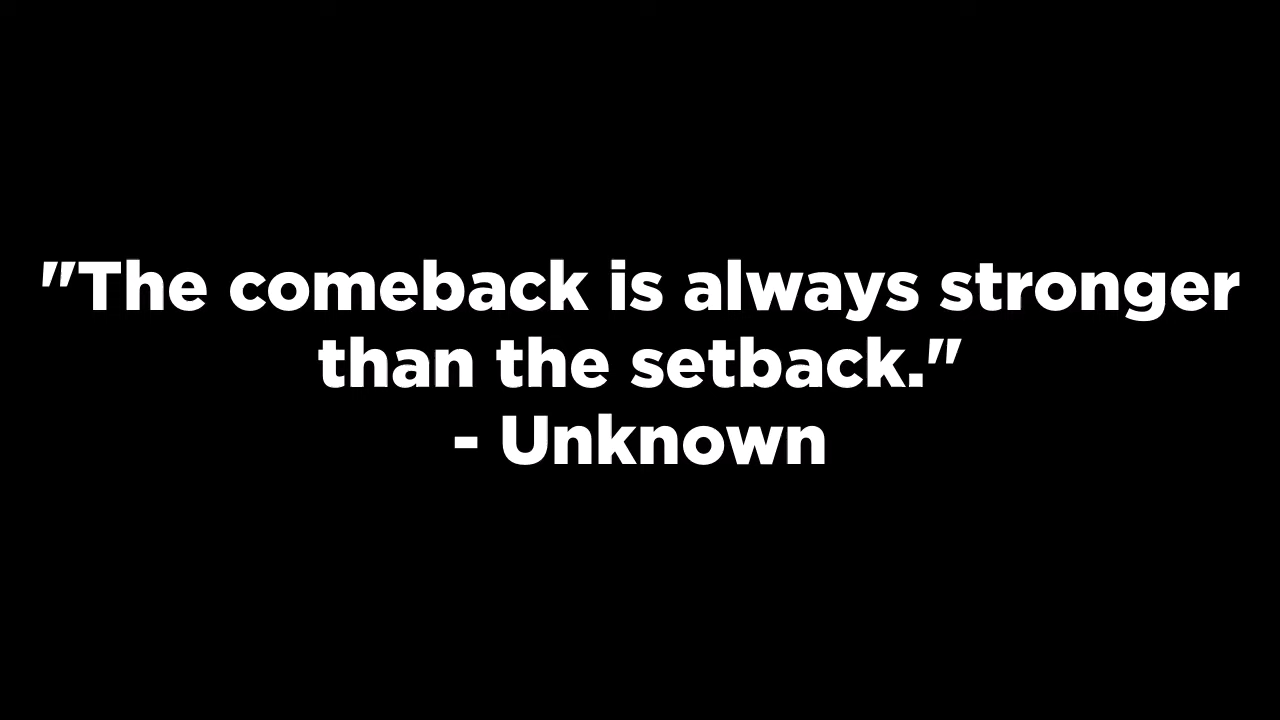 "The comeback is always stronger
than the setback."
- Unknown